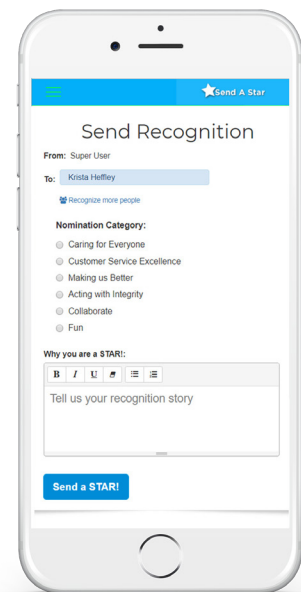 Send A Star
Send Recognition
From: Super User
To: Krista Heffley
Recognize more people
Nomination Category:
Caring for Everyone
Customer Service Excellence
Making us Better
Acting with Integrity
Collaborate
Fun
Why you are a STAR!:
B I U
Tell us your recognition story
Send a STAR!